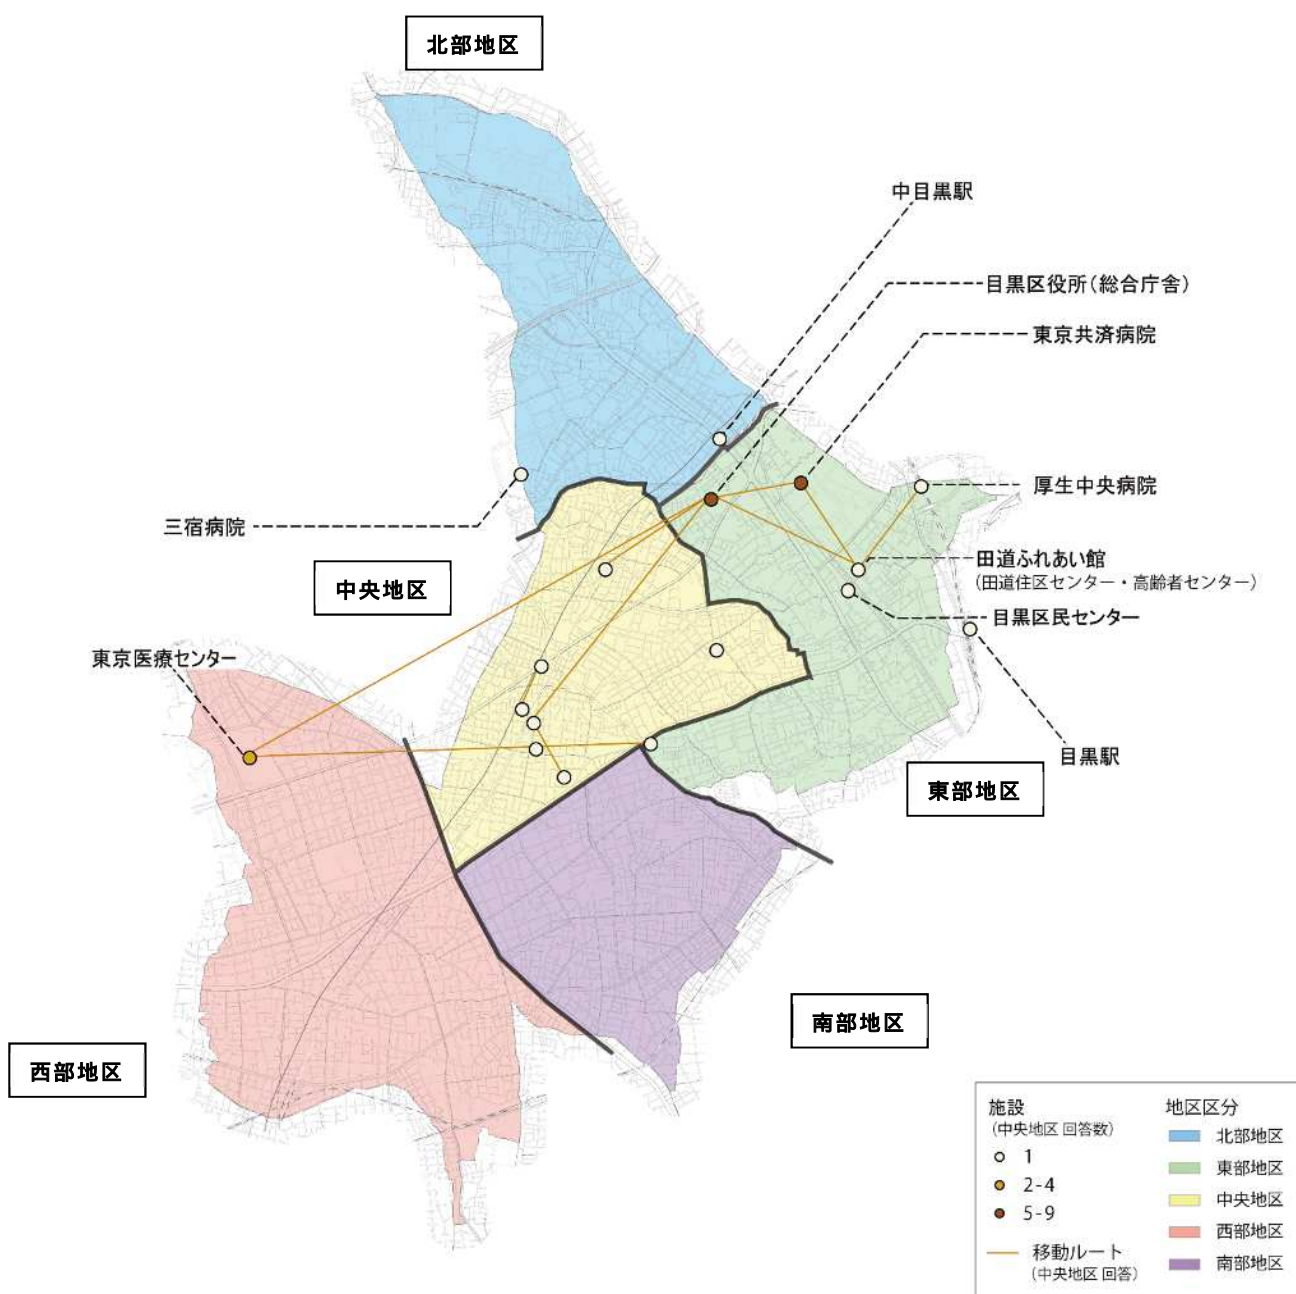 北部地区
中目黒駅
目黒区役所(総合庁舎)
東京共済病院
厚生中央病院
三宿病院
田道ふれあい館
(田道住区センター・高齢者センター)
中央地区
目黒区民センター
東京医療センター
目黒駅
東部地区
南部地区
西部地区
施設
(中央地区 回答数)
1
2-4
5-9
移動ルート
(中央地区 回答)
地区区分
北部地区
東部地区
中央地区
西部地区
南部地区